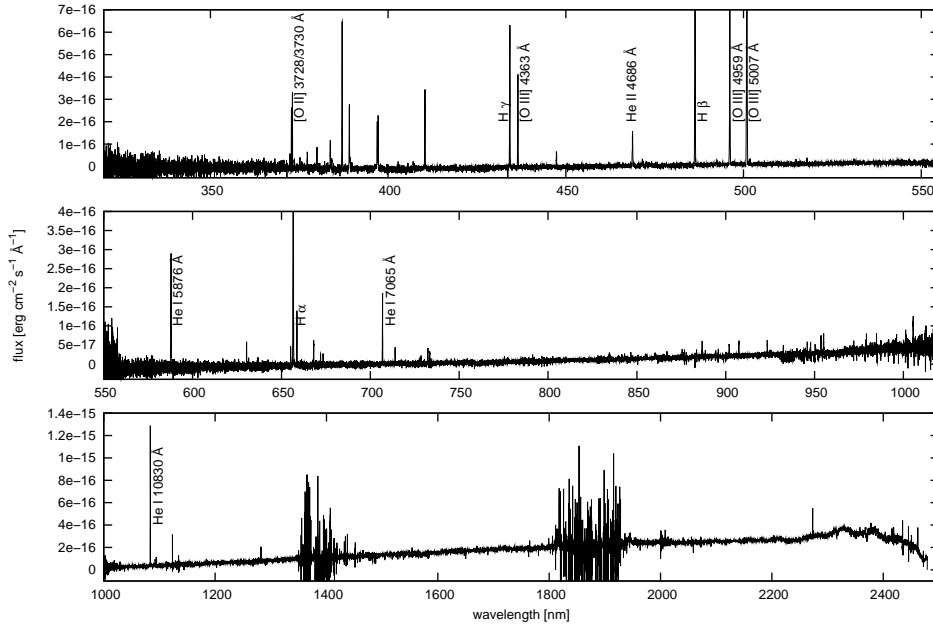 7e−16
6e−16
5e−16
4e−16
3e−16
2e−16
1e−16
0
[O II] 3728/3730 Å
H γ
[O III] 4363 Å
He II 4686 Å
H β
[O III] 4959 Å
[O III] 5007 Å
350 400 450 500 550
flux [erg cm−2 s−1 Å−1]
4e−16
3.5e−16
3e−16
2.5e−16
2e−16
1.5e−16
1e−16
5e−17
0
He I 5876 Å
H α
He I 7065 Å
550 600 650 700 750 800 850 900 950 1000
1.4e−15
1.2e−15
1e−15
8e−16
6e−16
4e−16
2e−16
0
He I 10830 Å
1000 1200 1400 1600 1800 2000 2200 2400
wavelength [nm]